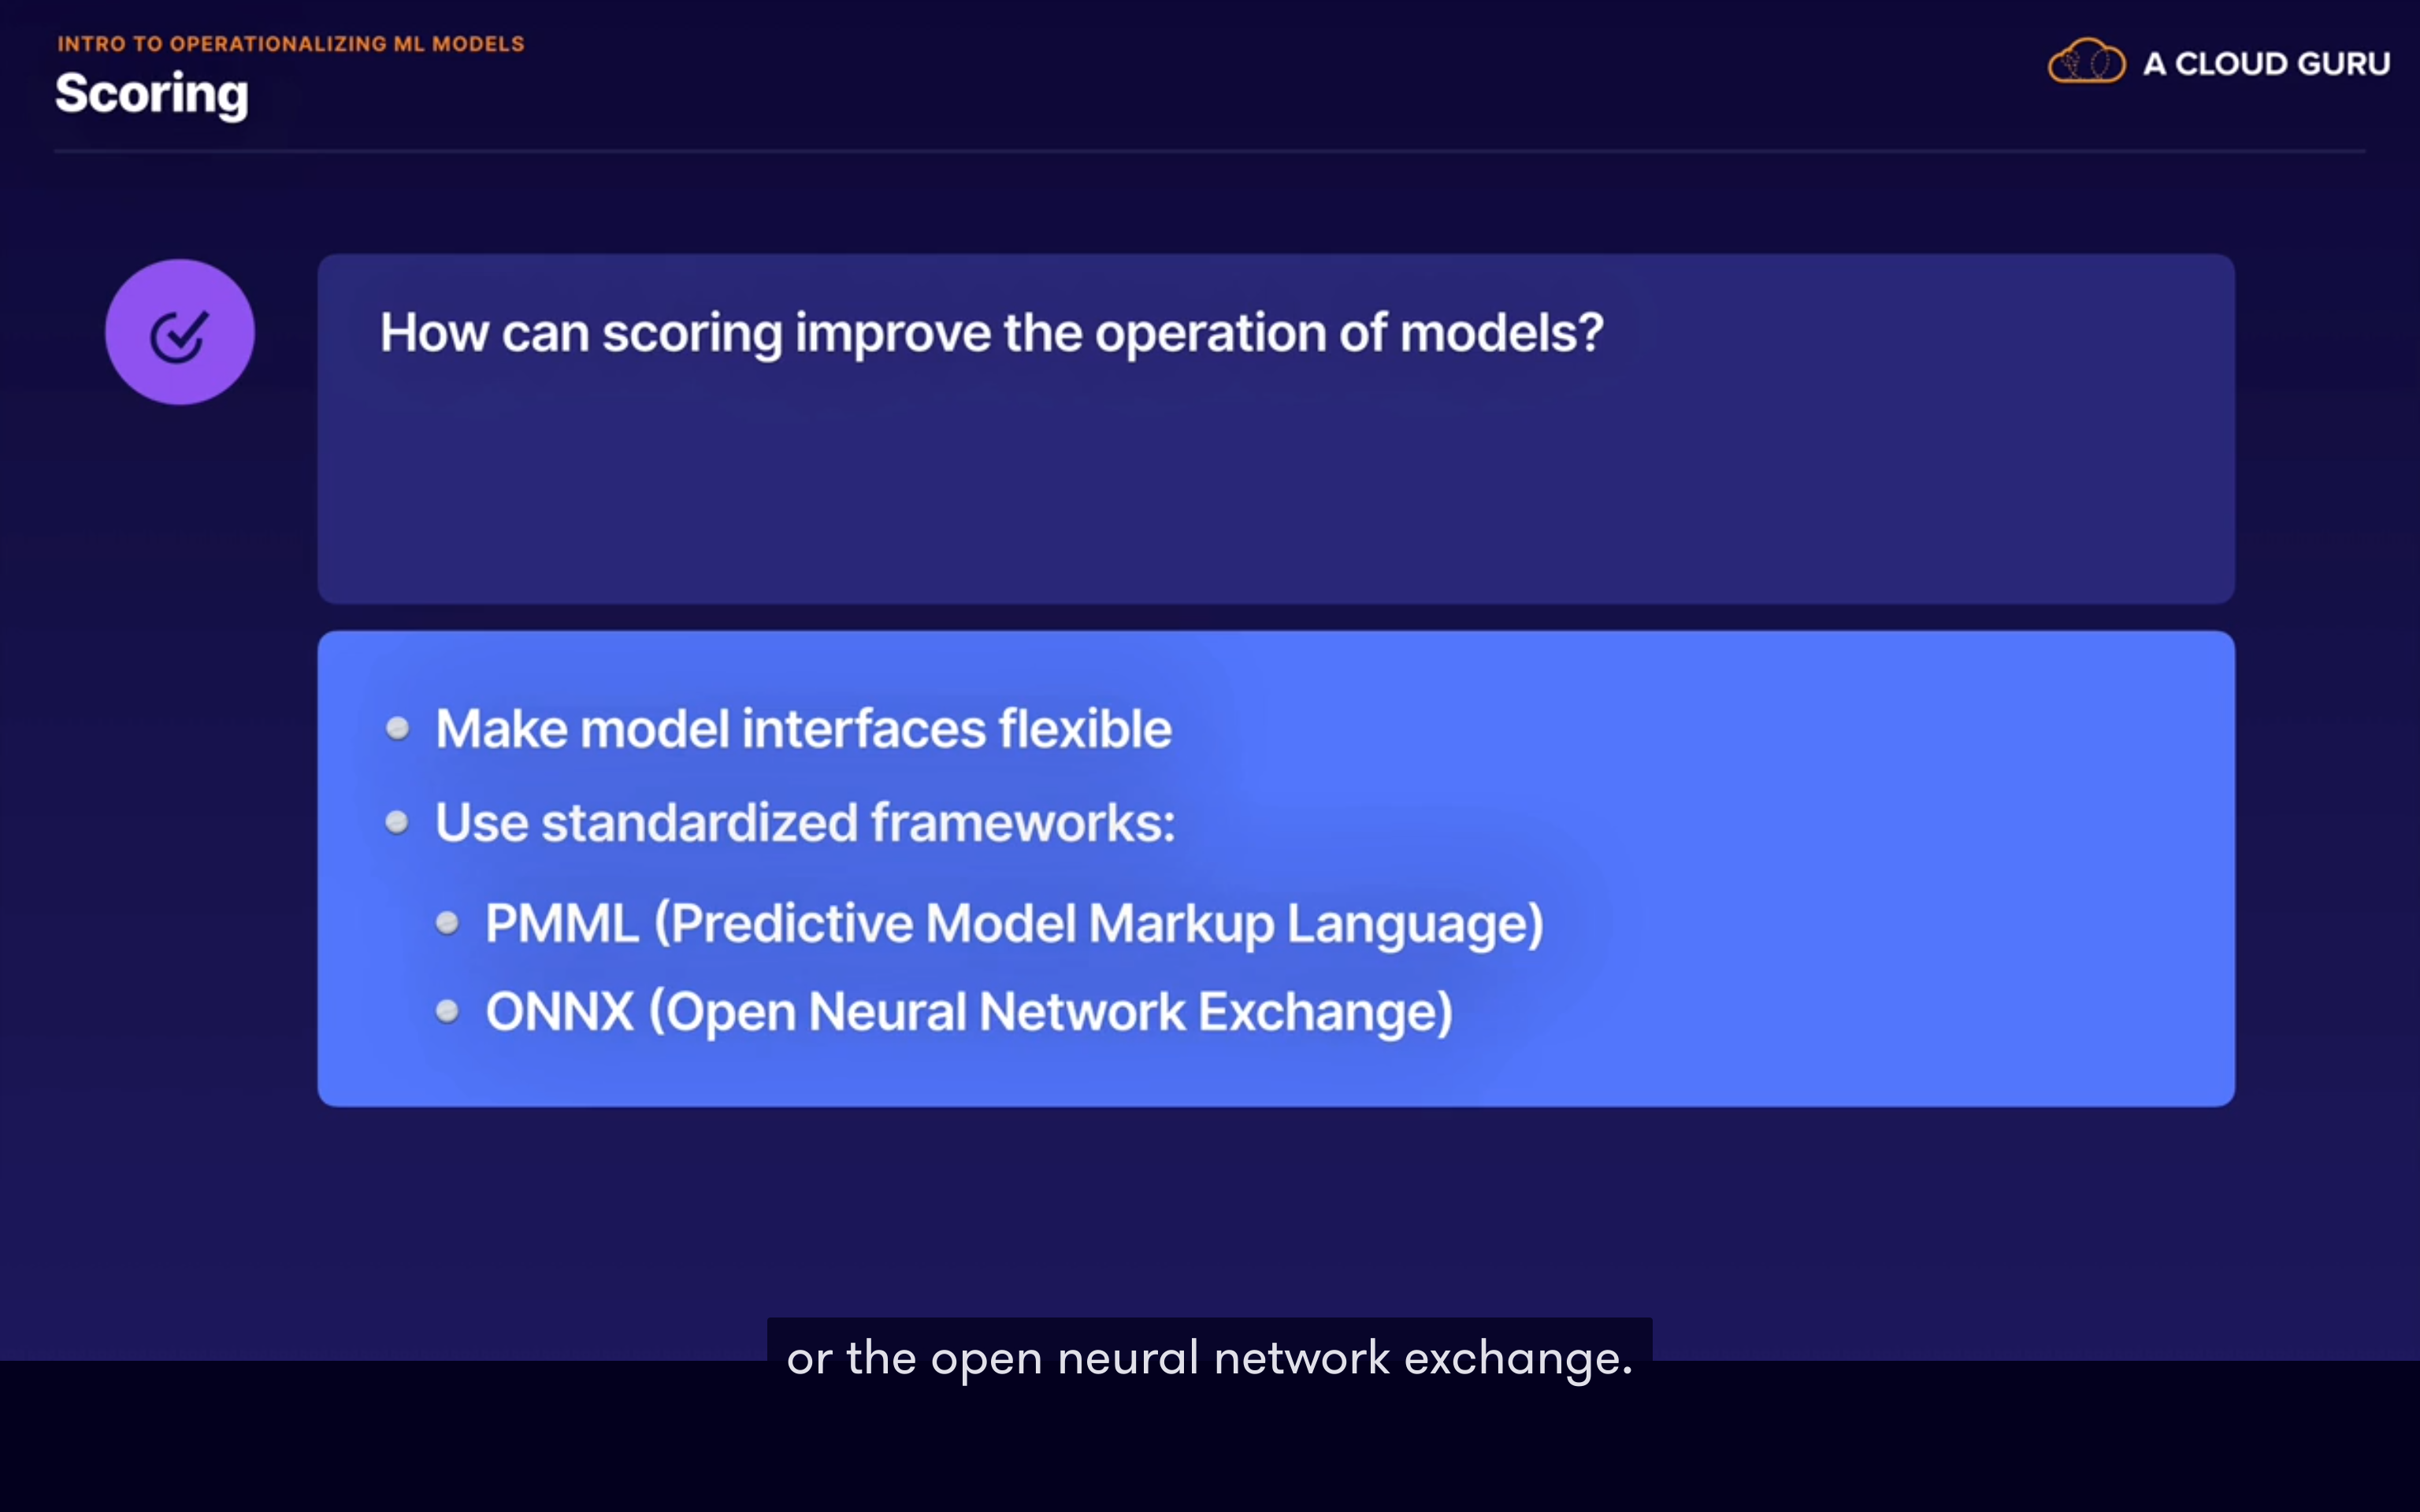 INTRO TO OPERATIONALIZING ML MODELS
Scoring
A CLOUD GURU
How can scoring improve the operation of models?
Make model interfaces flexible
Use standardized frameworks:
PMML (Predictive Model Markup Language)
ONNX (Open Neural Network Exchange)
or the open neural network exchange.